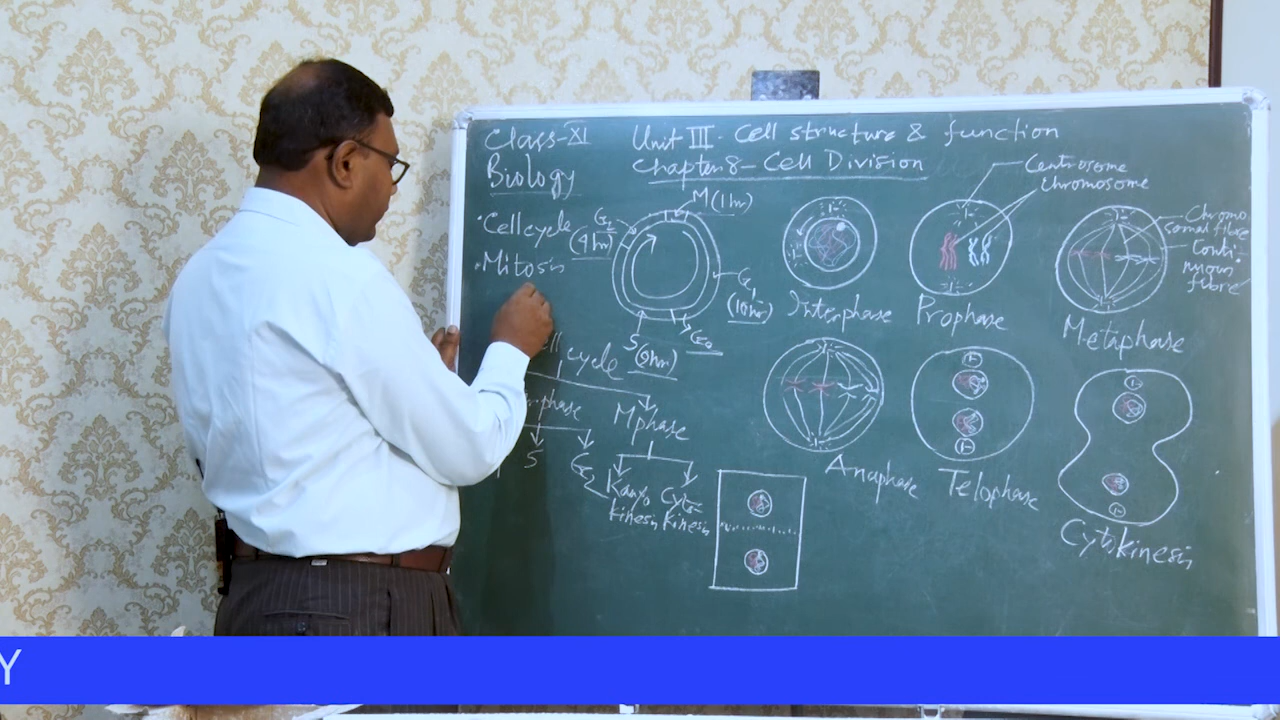 Class-XI
Biology
Unit III- Cell structure & function
Chapter 8- Cell Division
Cell cycle
Mitosis
M (1hr)
G2
(4hr)
G1
(10hr)
S (9hr)
G0
cycle
M phase
S
G2
Karyo
kinesis
Cyto
kinesis
Interphase
Centrosome
Chromosome
Prophase
Chromo
somal fibre
Conti
nuous
fibre
Metaphase
Anaphase
Telophase
Cytokinesis
Y